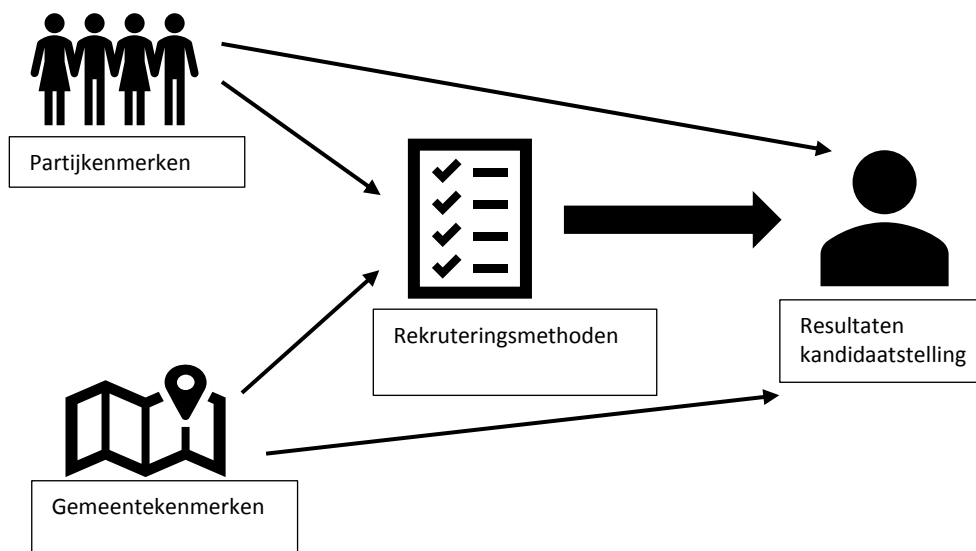 Partijkenmerken
Rekruteringsmethoden
Resultaten
kandidaatstelling
Gemeentekenmerken